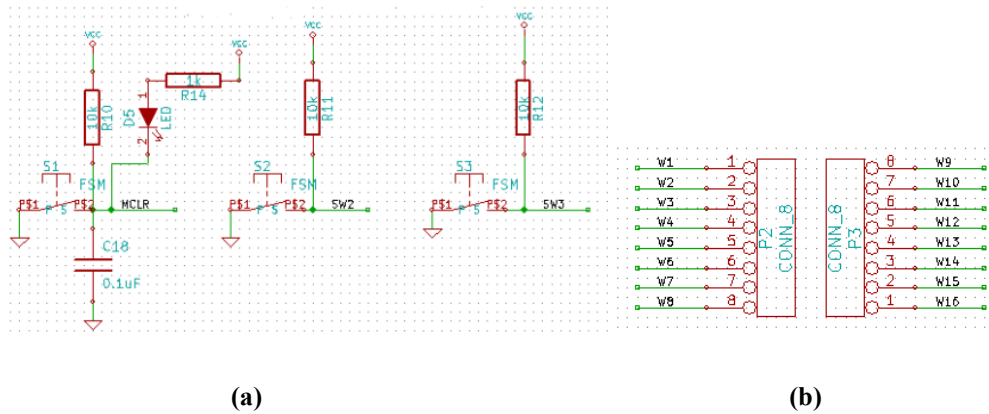 VCC
VCC
VCC
VCC
10k
R10
1
D5
LED
2
1k
R14
10k
R11
10k
R12
S1
FSM
P$1
P S
P$2
MCLR
S2
FSM
P$1
P S
P$2
SW2
S3
FSM
P$1
P S
P$2
SW3
C18
0.1uF
W1 1
W2 2
W3 3
W4 4
W5 5
W6 6
W7 7
W8 8
P2
CONN_8
CONN_8
P3
8 W9
7 W10
6 W11
5 W12
4 W13
3 W14
2 W15
1 W16
(a)
(b)